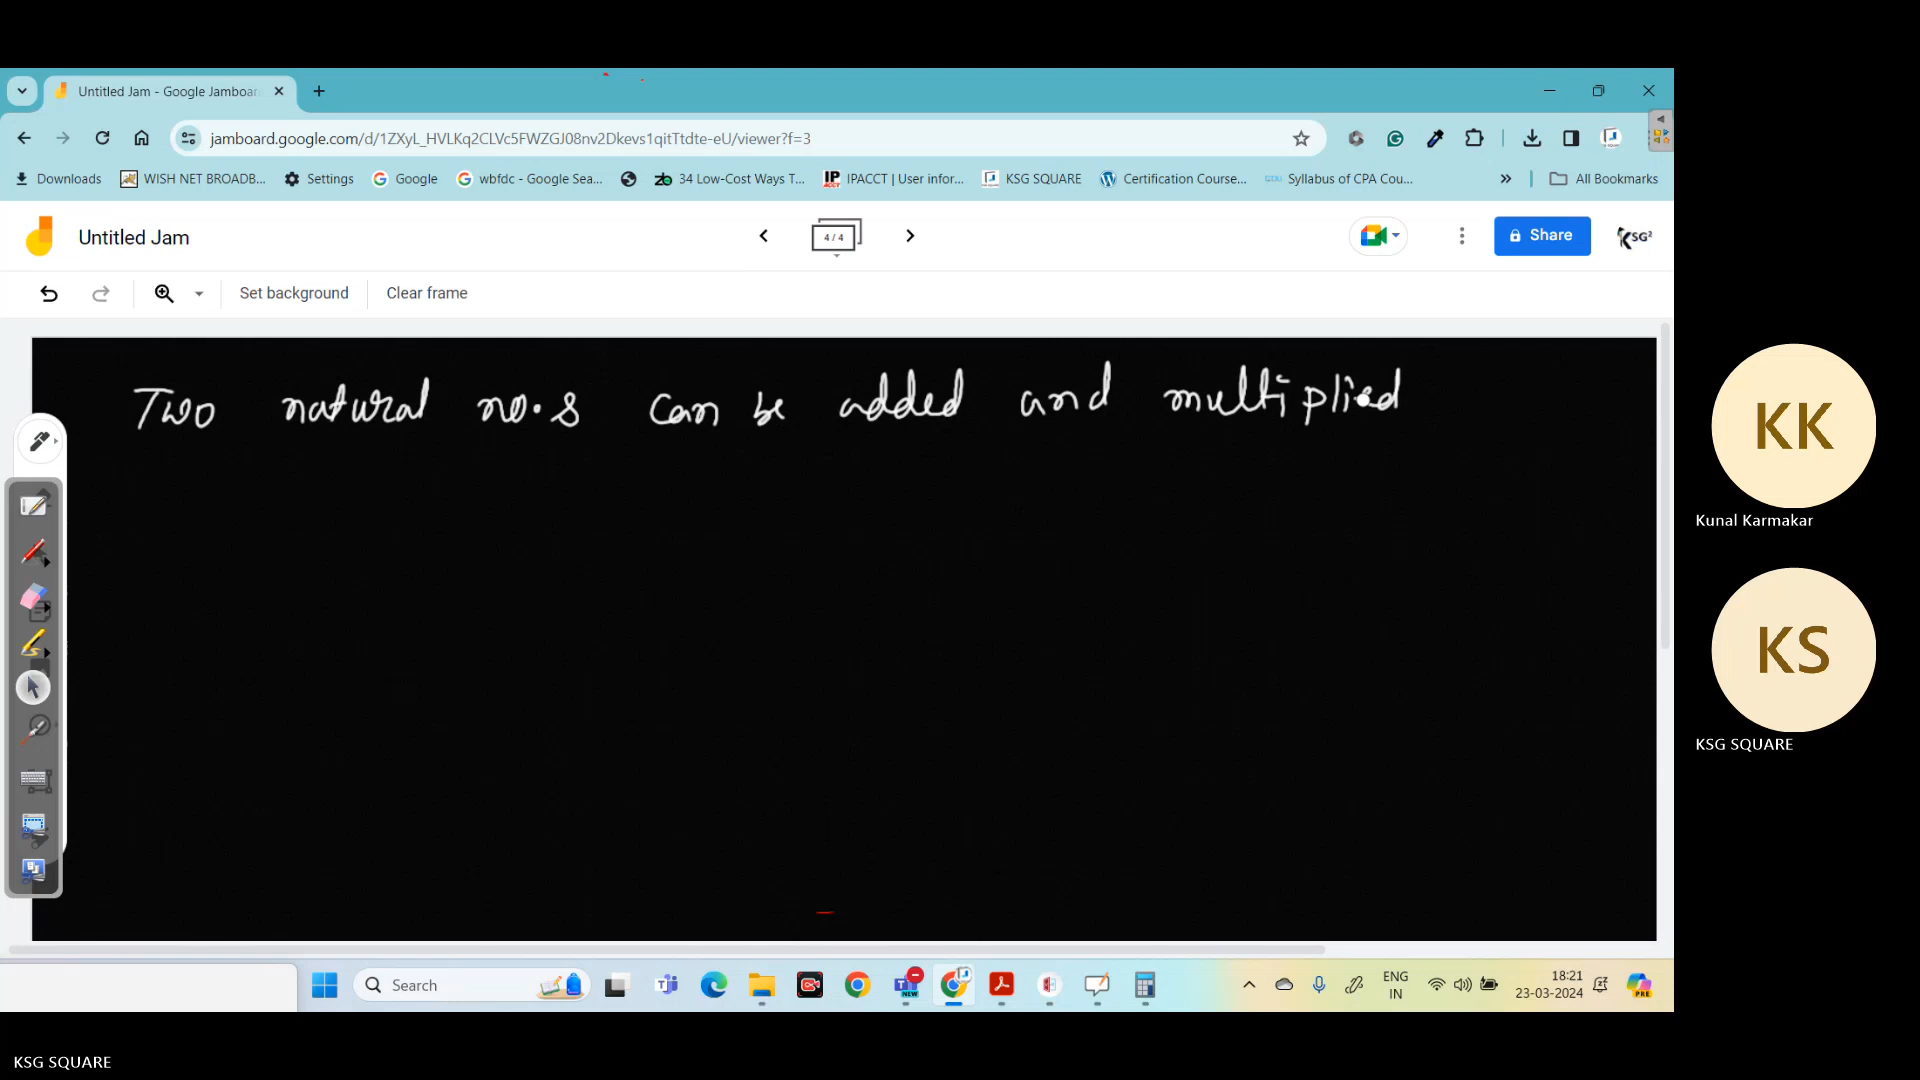 Untitled Jam - Google Jamboar
jamboard.google.com/d/1ZXyL_HVLKq2CLVc5FWZGJ08nv2Dkevs1qitTtdte-eU/viewer?f=3
Downloads WISH NET BROADB... Settings Google wbfdc - Google Sea... 34 Low-Cost Ways T... IPACCT | User infor... KSG SQUARE Certification Course... Syllabus of CPA Cou... » All Bookmarks
Untitled Jam 4 / 4 Share KSG²
Set background Clear frame
Two natural no.s can be added and multiplied
KK
Kunal Karmakar
KS
KSG SQUARE
Search ENG IN 18:21 23-03-2024
KSG SQUARE